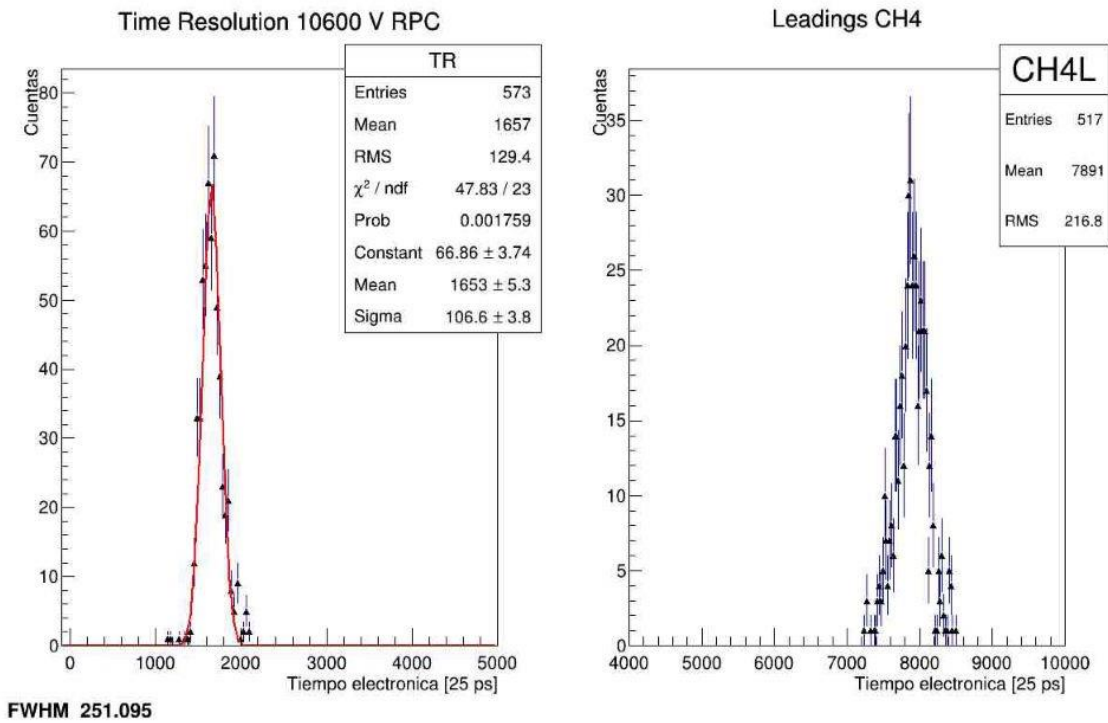 Time Resolution 10600 V RPC
TR
Entries 573
Mean 1657
RMS 129.4
χ² / ndf 47.83 / 23
Prob 0.001759
Constant 66.86 ± 3.74
Mean 1653 ± 5.3
Sigma 106.6 ± 3.8
Cuentas
80
70
60
50
40
30
20
10
0
0 1000 2000 3000 4000 5000
Tiempo electronica [25 ps]
FWHM 251.095
Leadings CH4
CH4L
Entries 517
Mean 7891
RMS 216.8
Cuentas
35
30
25
20
15
10
5
0
4000 5000 6000 7000 8000 9000 10000
Tiempo electronica [25 ps]